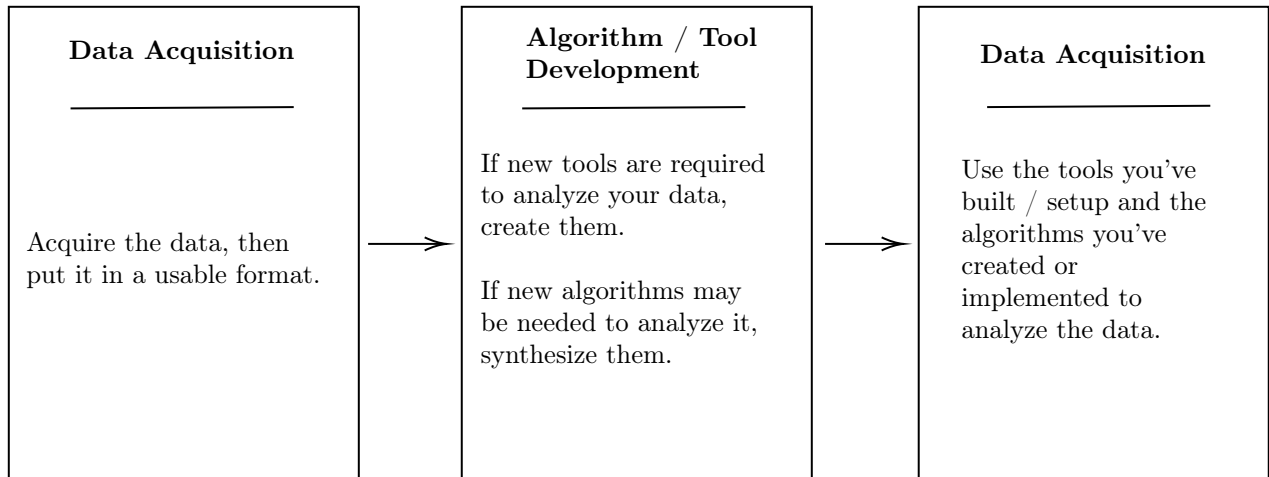 Data Acquisition
Acquire the data, then
put it in a usable format.
Algorithm / Tool
Development
If new tools are required
to analyze your data,
create them.
If new algorithms may
be needed to analyze it,
synthesize them.
Data Acquisition
Use the tools you've
built / setup and the
algorithms you've
created or
implemented to
analyze the data.